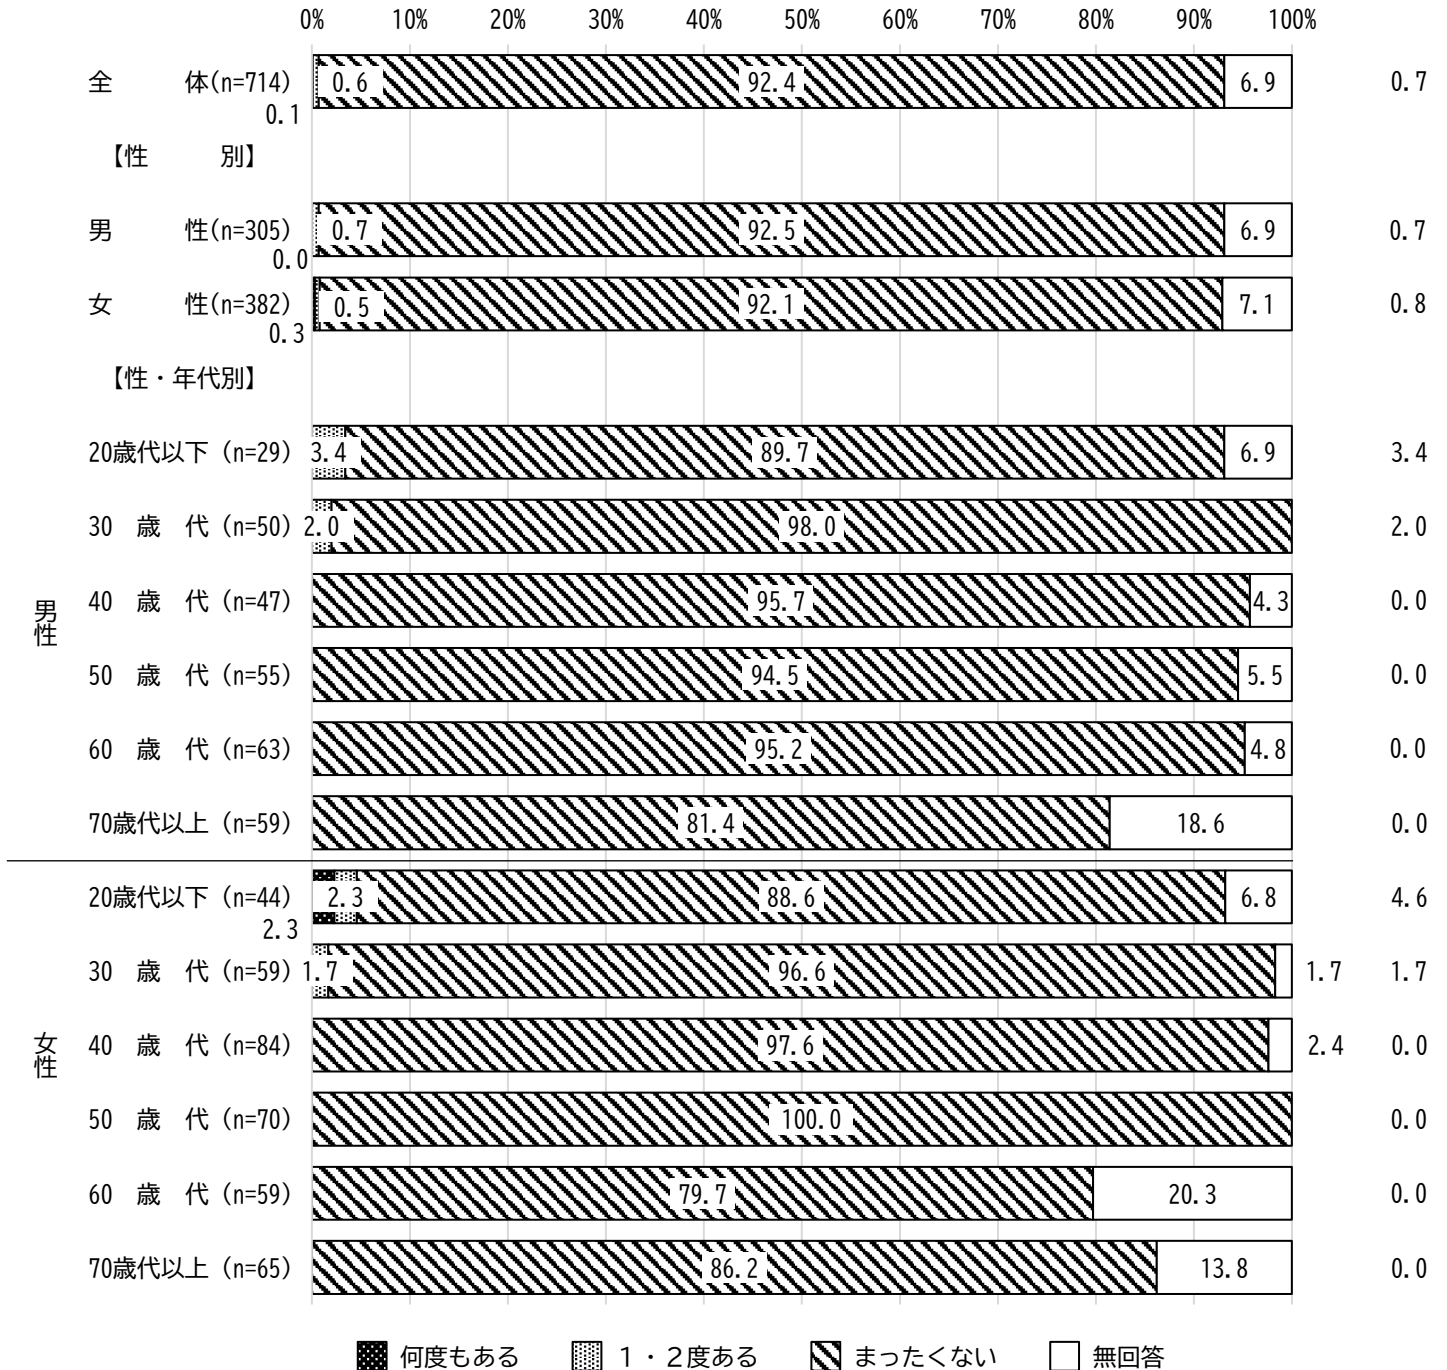 0% 10% 20% 30% 40% 50% 60% 70% 80% 90% 100%
全 体(n=714) 0.6 92.4 6.9 0.7
0.1
【性 別】
男 性(n=305) 0.7 92.5 6.9 0.7
0.0
女 性(n=382) 0.5 92.1 7.1 0.8
0.3
【性・年代別】
男性
20歳代以下 (n=29) 3.4 89.7 6.9 3.4
30 歳 代 (n=50) 2.0 98.0 2.0
40 歳 代 (n=47) 95.7 4.3 0.0
50 歳 代 (n=55) 94.5 5.5 0.0
60 歳 代 (n=63) 95.2 4.8 0.0
70歳代以上 (n=59) 81.4 18.6 0.0
女性
20歳代以下 (n=44) 2.3 88.6 6.8 4.6
2.3
30 歳 代 (n=59) 1.7 96.6 1.7 1.7
40 歳 代 (n=84) 97.6 2.4 0.0
50 歳 代 (n=70) 100.0 0.0
60 歳 代 (n=59) 79.7 20.3 0.0
70歳代以上 (n=65) 86.2 13.8 0.0
何度もある １・２度ある まったくない 無回答